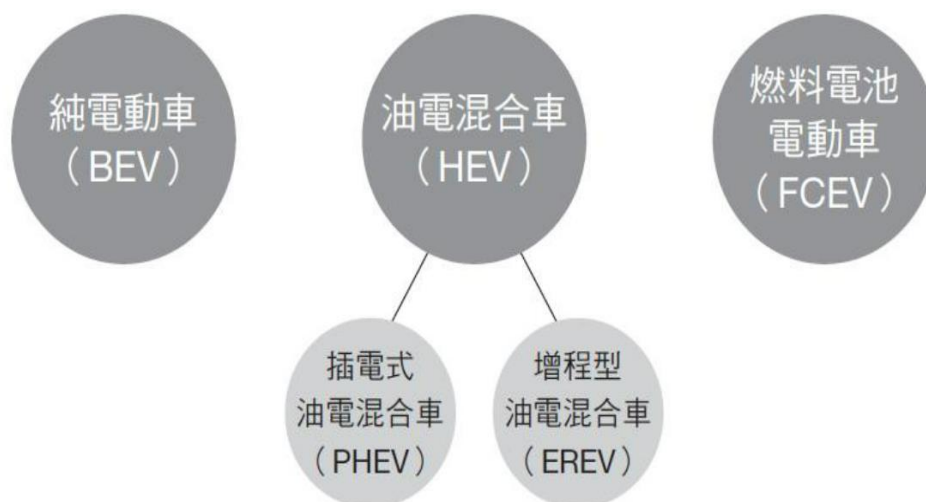 純電動車
（BEV）
油電混合車
（HEV）
燃料電池
電動車
（FCEV）
插電式
油電混合車
（PHEV）
增程型
油電混合車
（EREV）